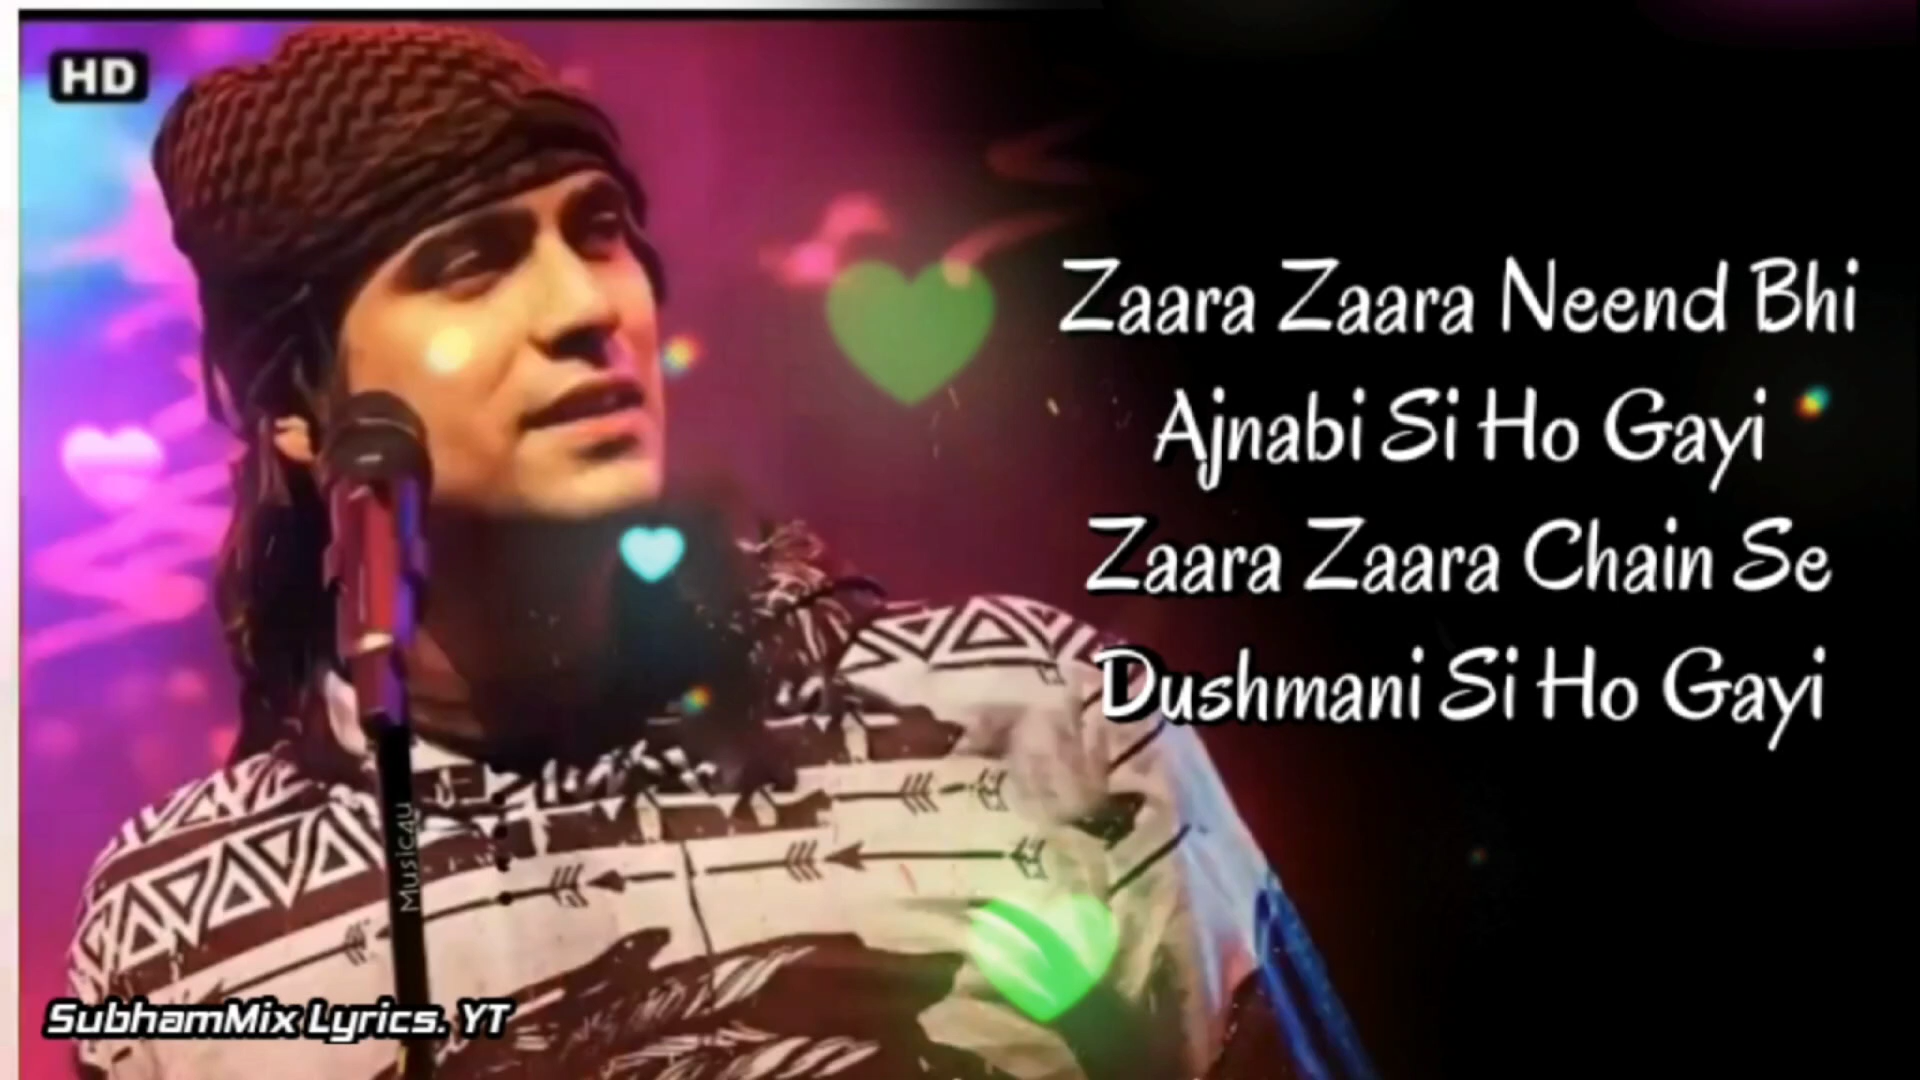 HD
Zaara Zaara Neend Bhi
Ajnabi Si Ho Gayi
Zaara Zaara Chain Se
Dushmani Si Ho Gayi
Music4U
SubhamMix Lyrics. YT